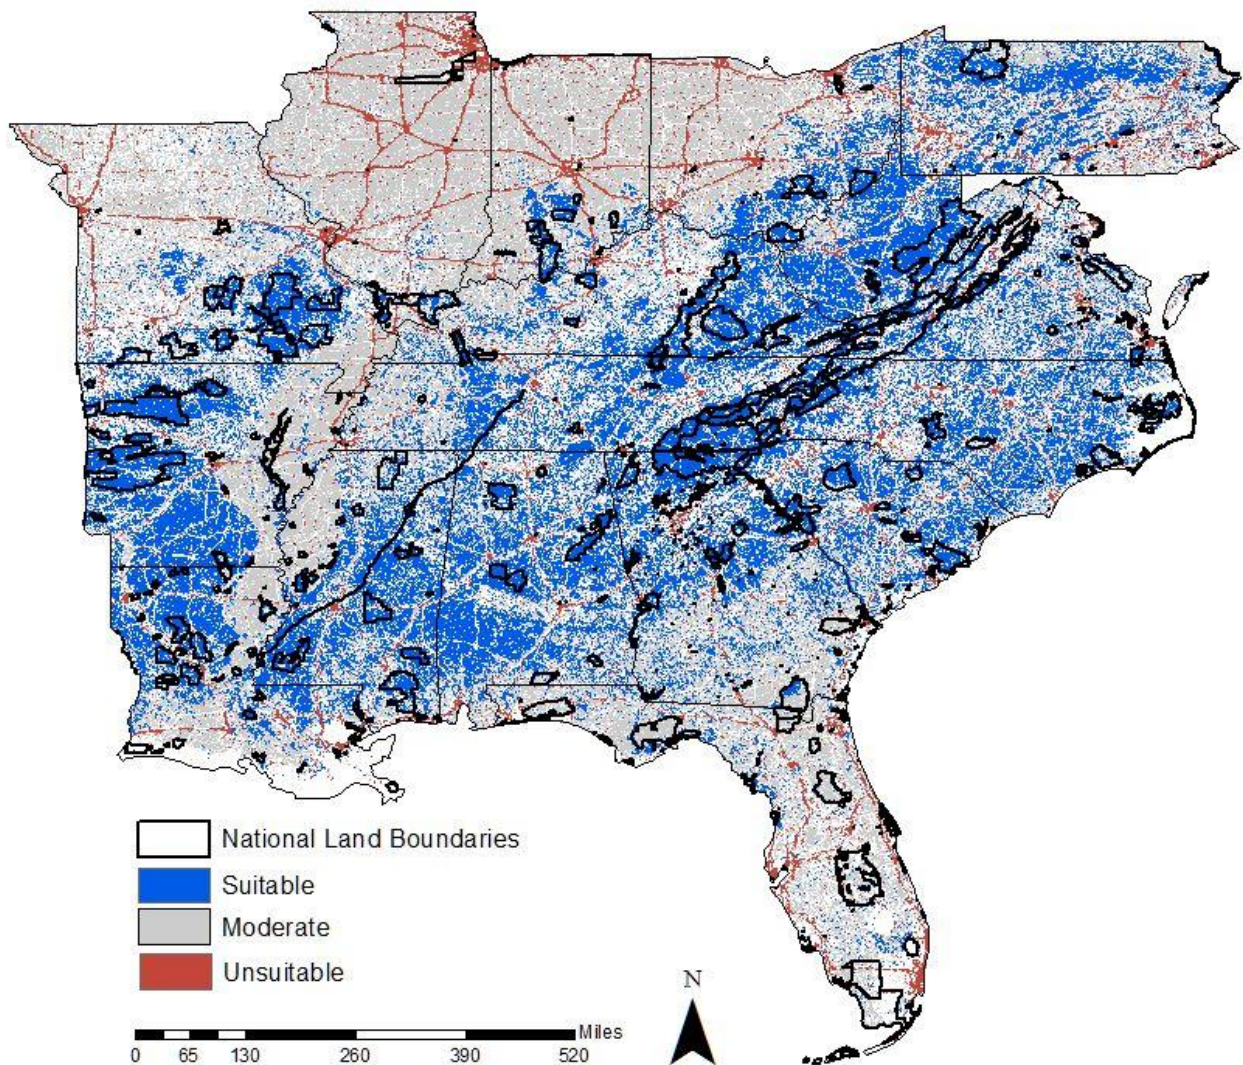 National Land Boundaries
Suitable
Moderate
Unsuitable
N
Miles
0 65 130 260 390 520